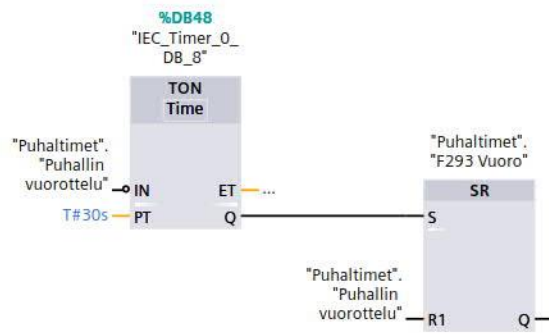 %DB48
"IEC_Timer_0_
DB_8"
TON
Time
"Puhaltimet".
"Puhallin
vuorottelu"
IN
ET
...
T#30s
PT
Q
"Puhaltimet".
"F293 Vuoro"
SR
S
"Puhaltimet".
"Puhallin
vuorottelu"
R1
Q